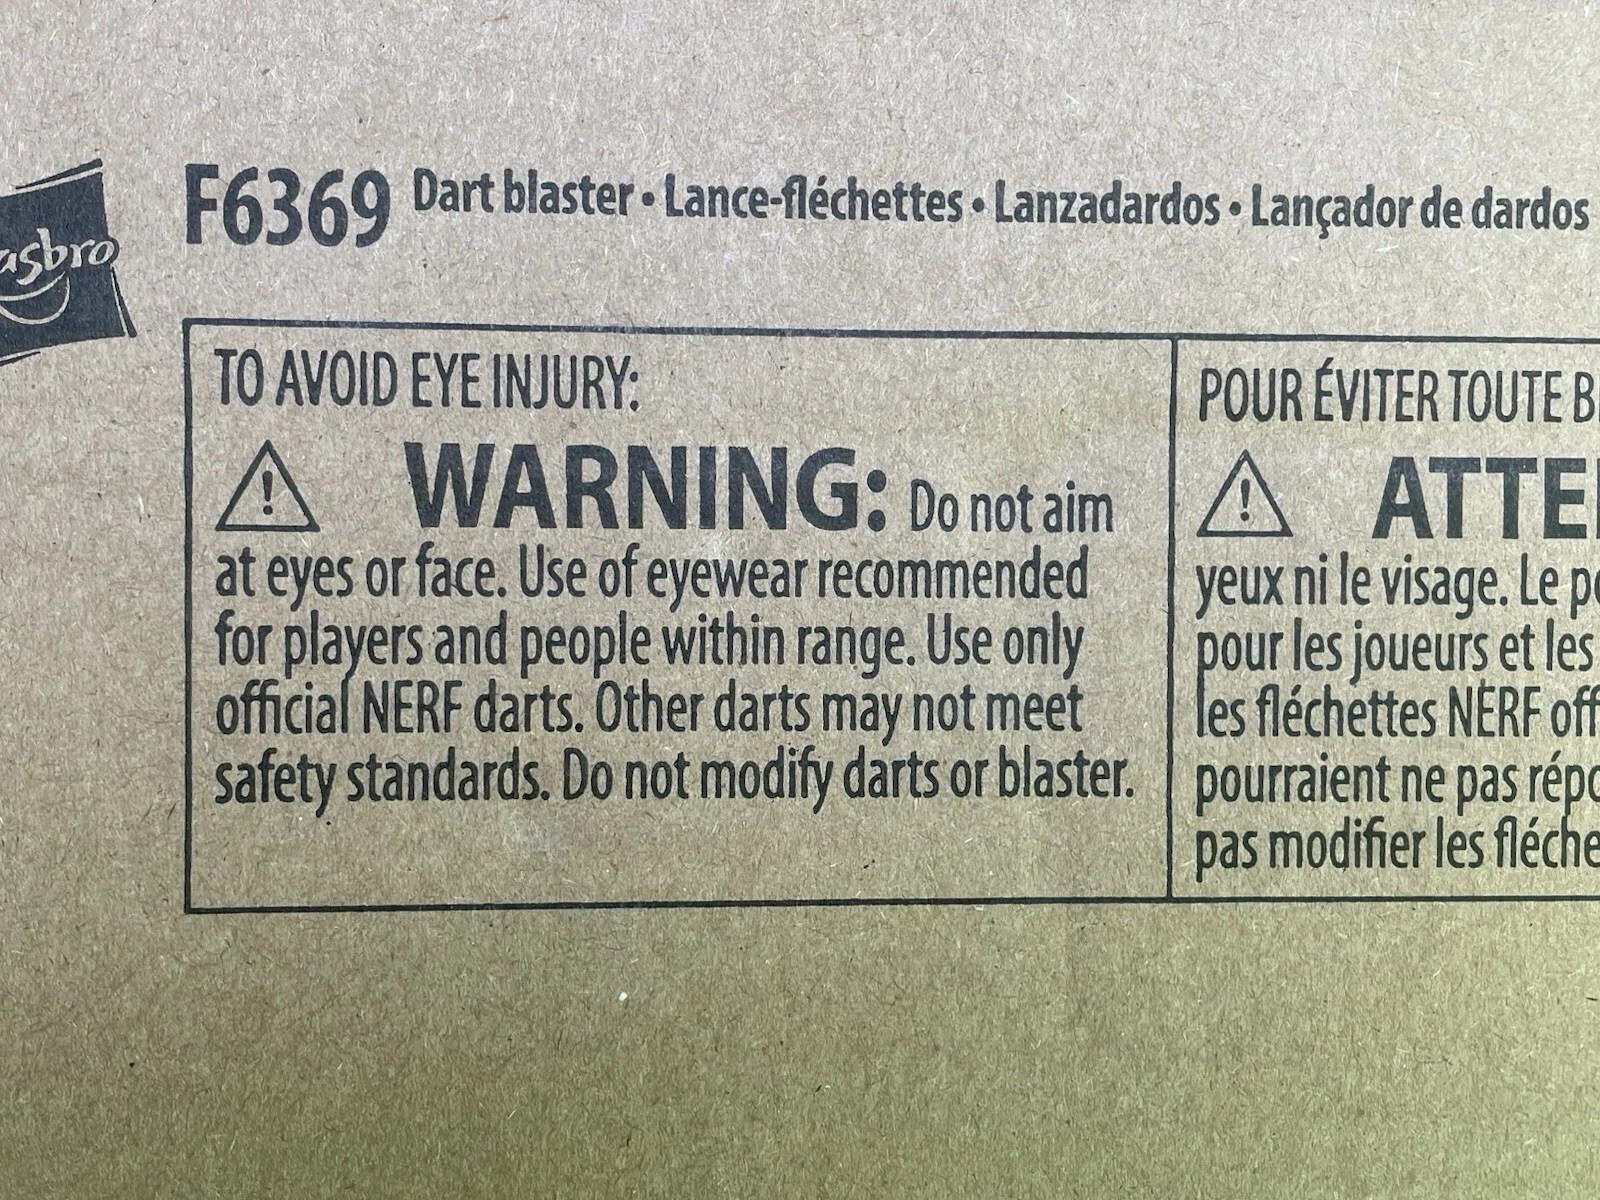 asbro
F6369 Dart blaster • Lance-fléchettes • Lanzadardos • Lançador de dardos
TO AVOID EYE INJURY:
WARNING: Do not aim
at eyes or face. Use of eyewear recommended
for players and people within range. Use only
official NERF darts. Other darts may not meet
safety standards. Do not modify darts or blaster.
POUR ÉVITER TOUTE
yeux ni le visage. Le
pour les joueurs et les
les fléchettes NERF
pourraient ne pas
pas modifier les